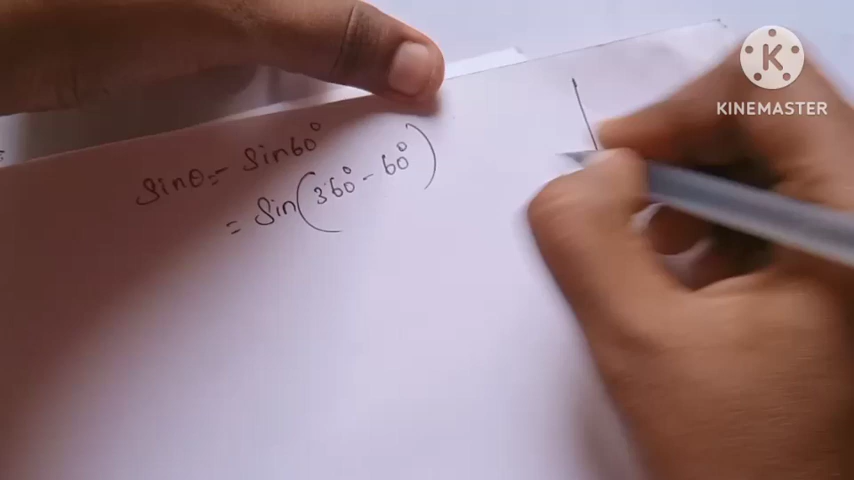 sinθ = - sin60°
= sin(360° - 60°)
K
KINEMASTER